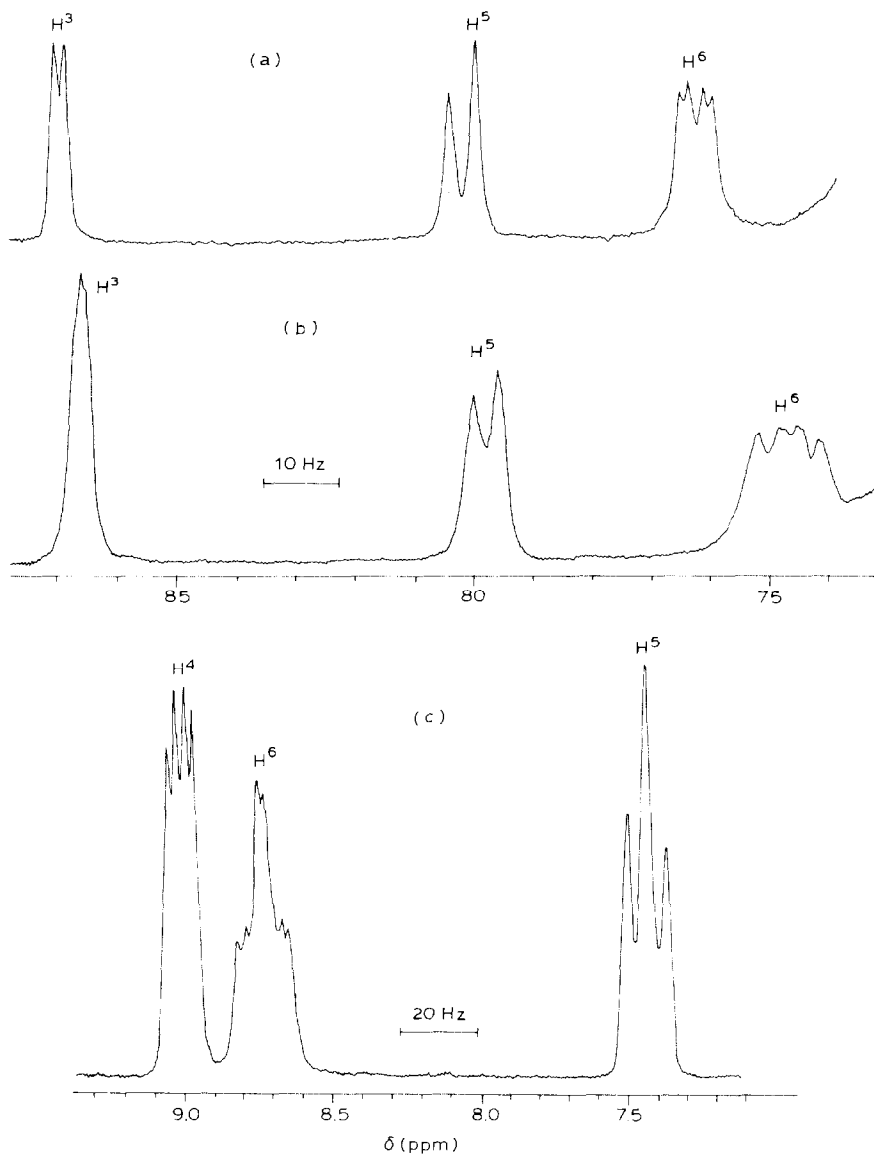 H³
(a)
H⁵
H⁶
H³
(b)
H⁵
H⁶
10 Hz
85
80
75
H⁴
H⁶
(c)
H⁵
20 Hz
9.0
8.5
8.0
7.5
δ (ppm)